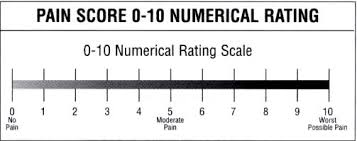 PAIN SCORE 0-10 NUMERICAL RATING
0-10 Numerical Rating Scale
0 1 2 3 4 5 6 7 8 9 10
No Moderate Worst
Pain Pain Possible Pain